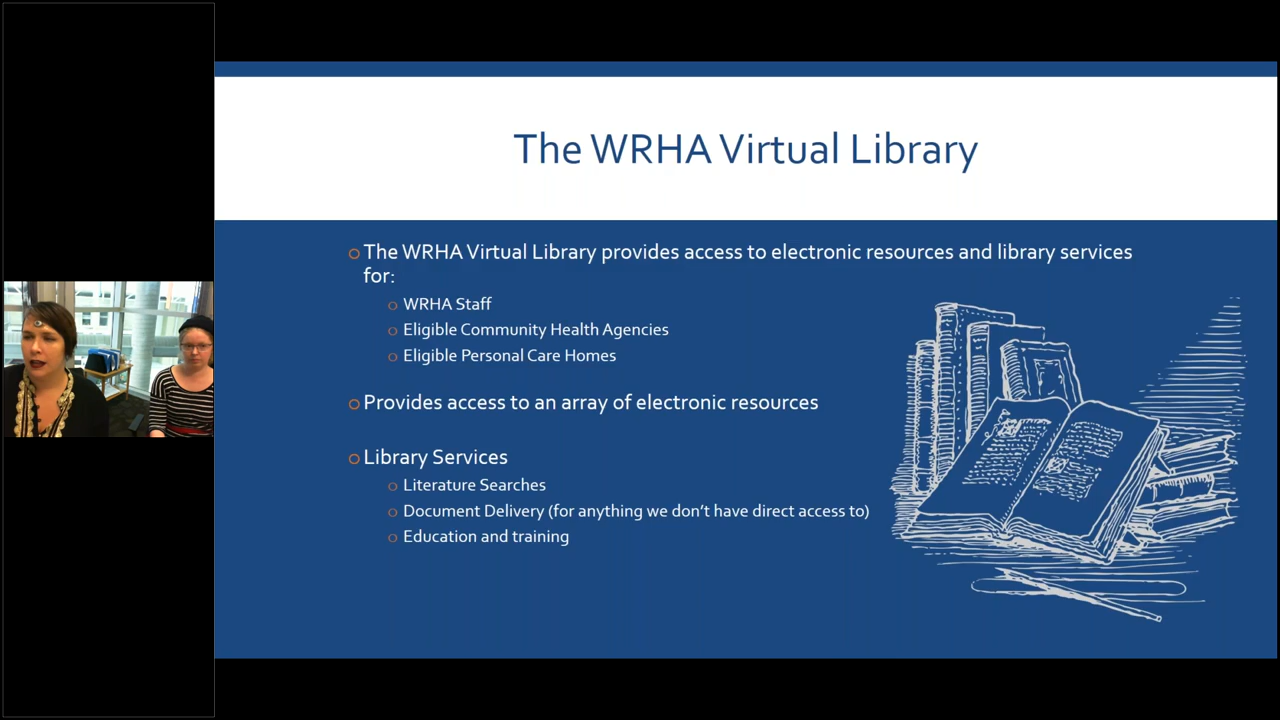 The WRHA Virtual Library
The WRHA Virtual Library provides access to electronic resources and library services
for:
WRHA Staff
Eligible Community Health Agencies
Eligible Personal Care Homes
Provides access to an array of electronic resources
Library Services
Literature Searches
Document Delivery (for anything we don't have direct access to)
Education and training